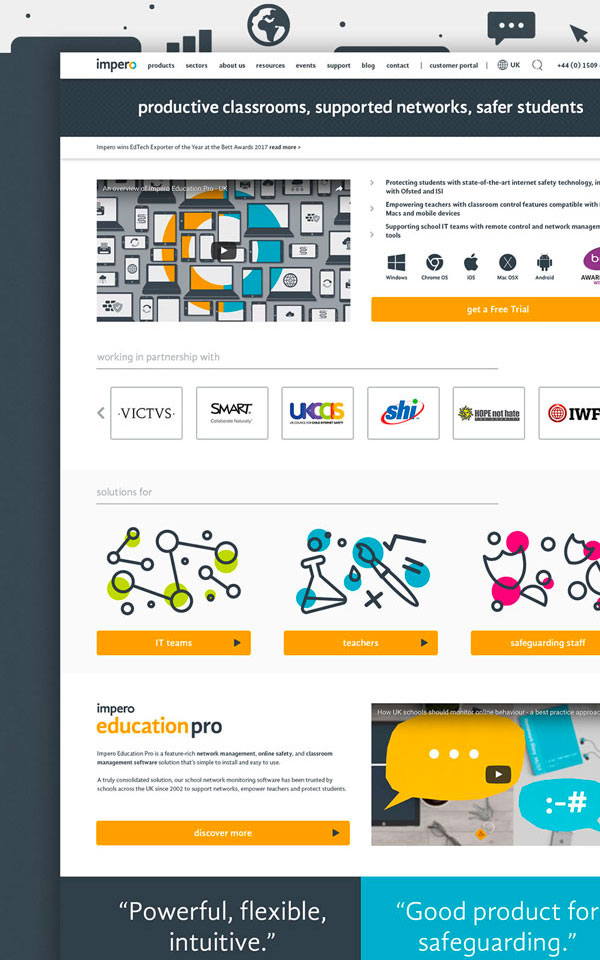 impero products sectors about us resources events support blog contact | customer portal | UK +44 (0) 1509
productive classrooms, supported networks, safer students
Impero wins EdTech Exporter of the Year at the Bett Awards 2017 read more >
An overview of Impero Education Pro - UK
Protecting students with state-of-the-art internet safety technology, in
with Ofsted and ISI
Empowering teachers with classroom control features compatible with
Macs and mobile devices
Supporting school IT teams with remote control and network managem
tools
Windows Chrome OS iOS Mac OSX Android
get a Free Trial
working in partnership with
·VICTVS·
SMART
Collaborate Naturally
UKCCIS
UK COUNCIL FOR CHILD INTERNET SAFETY
shi
HOPE not hate
IWF
solutions for
IT teams
teachers
safeguarding staff
impero
education pro
Impero Education Pro is a feature-rich network management, online safety, and classroom
management software solution that's simple to install and easy to use.
A truly consolidated solution, our school network monitoring software has been trusted by
schools across the UK since 2002 to support networks, empower teachers and protect students.
discover more
How UK schools should monitor online behaviour - a best practice approac
:-#
“Powerful, flexible,
intuitive.”
“Good product for
safeguarding.”